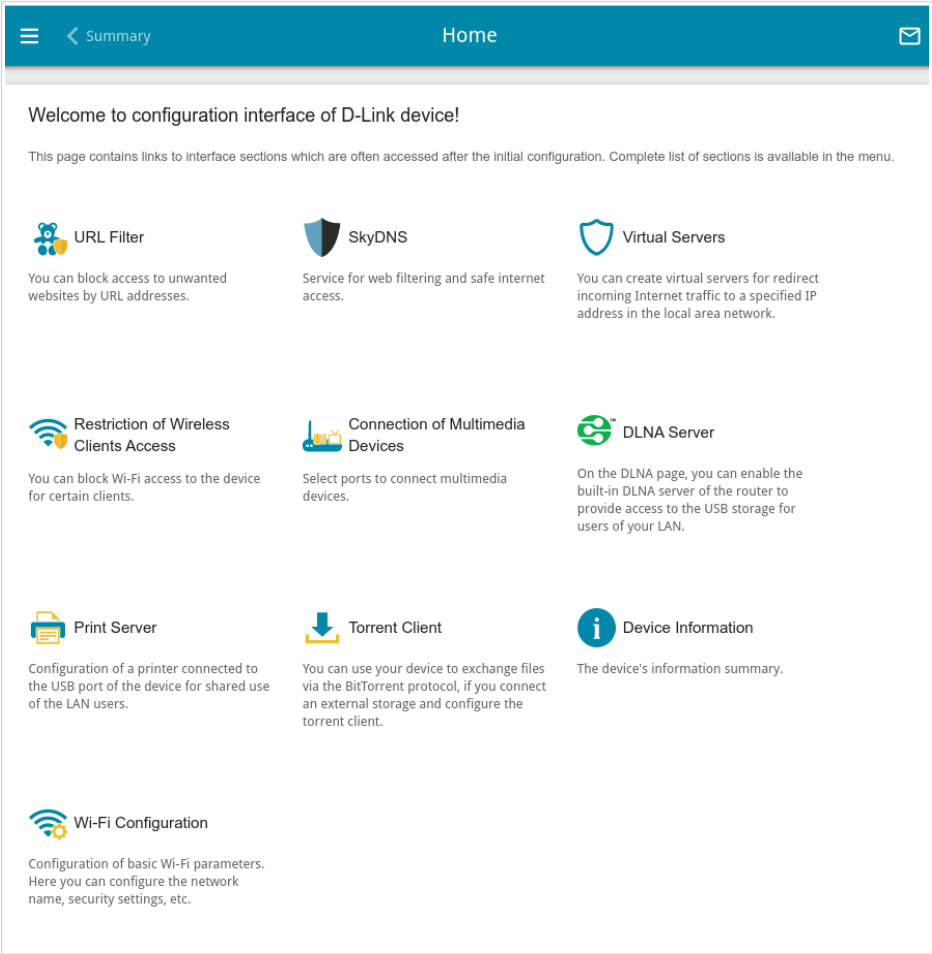 Summary
Home
Welcome to configuration interface of D-Link device!
This page contains links to interface sections which are often accessed after the initial configuration. Complete list of sections is available in the menu.
URL Filter
You can block access to unwanted
websites by URL addresses.
SkyDNS
Service for web filtering and safe internet
access.
Virtual Servers
You can create virtual servers for redirect
incoming Internet traffic to a specified IP
address in the local area network.
Restriction of Wireless
Clients Access
You can block Wi-Fi access to the device
for certain clients.
Connection of Multimedia
Devices
Select ports to connect multimedia
devices.
DLNA Server
On the DLNA page, you can enable the
built-in DLNA server of the router to
provide access to the USB storage for
users of your LAN.
Print Server
Configuration of a printer connected to
the USB port of the device for shared use
of the LAN users.
Torrent Client
You can use your device to exchange files
via the BitTorrent protocol, if you connect
an external storage and configure the
torrent client.
Device Information
The device's information summary.
Wi-Fi Configuration
Configuration of basic Wi-Fi parameters.
Here you can configure the network
name, security settings, etc.